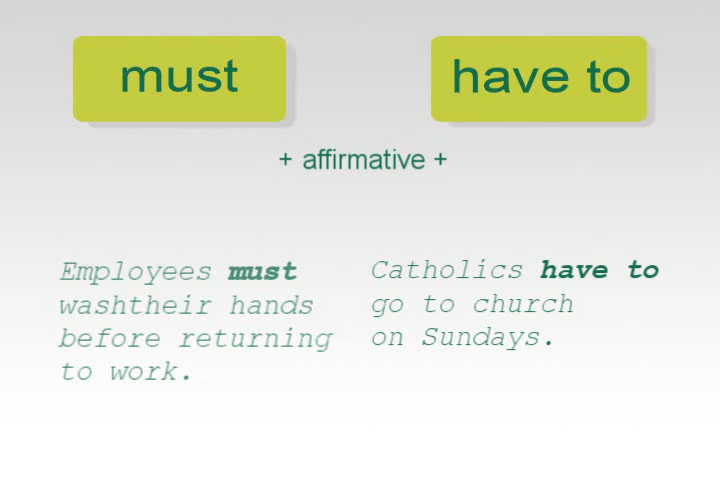 must
have to
+ affirmative +
Employees must
washtheir hands
before returning
to work.
Catholics have to
go to church
on Sundays.